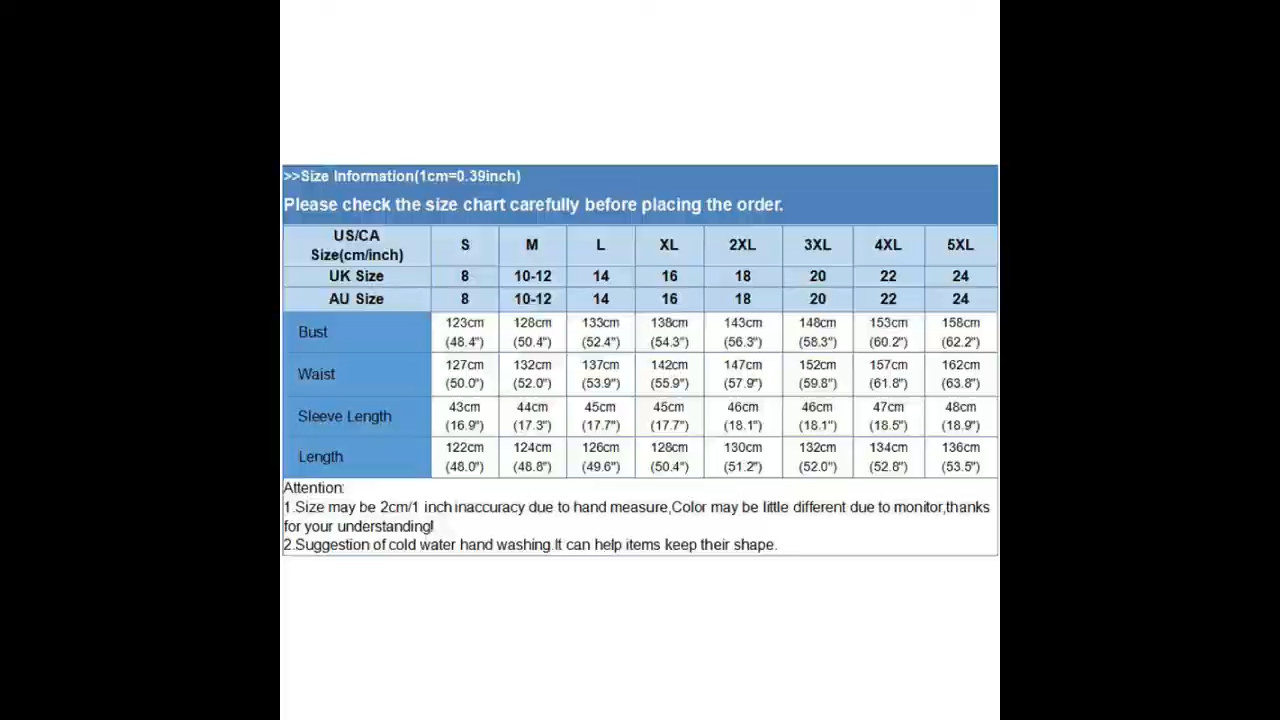 >>Size Information(1cm=0.39inch)
Please check the size chart carefully before placing the order.
US/CA Size(cm/inch) S M L XL 2XL 3XL 4XL 5XL
UK Size 8 10-12 14 16 18 20 22 24
AU Size 8 10-12 14 16 18 20 22 24
Bust 123cm (48.4") 128cm (50.4") 133cm (52.4") 138cm (54.3") 143cm (56.3") 148cm (58.3") 153cm (60.2") 158cm (62.2")
Waist 127cm (50.0") 132cm (52.0") 137cm (53.9") 142cm (55.9") 147cm (57.9") 152cm (59.8") 157cm (61.8") 162cm (63.8")
Sleeve Length 43cm (16.9") 44cm (17.3") 45cm (17.7") 45cm (17.7") 46cm (18.1") 46cm (18.1") 47cm (18.5") 48cm (18.9")
Length 122cm (48.0") 124cm (48.8") 126cm (49.6") 128cm (50.4") 130cm (51.2") 132cm (52.0") 134cm (52.8") 136cm (53.5")
Attention:
1.Size may be 2cm/1 inch inaccuracy due to hand measure,Color may be little different due to monitor,thanks
for your understanding!
2.Suggestion of cold water hand washing.It can help items keep their shape.